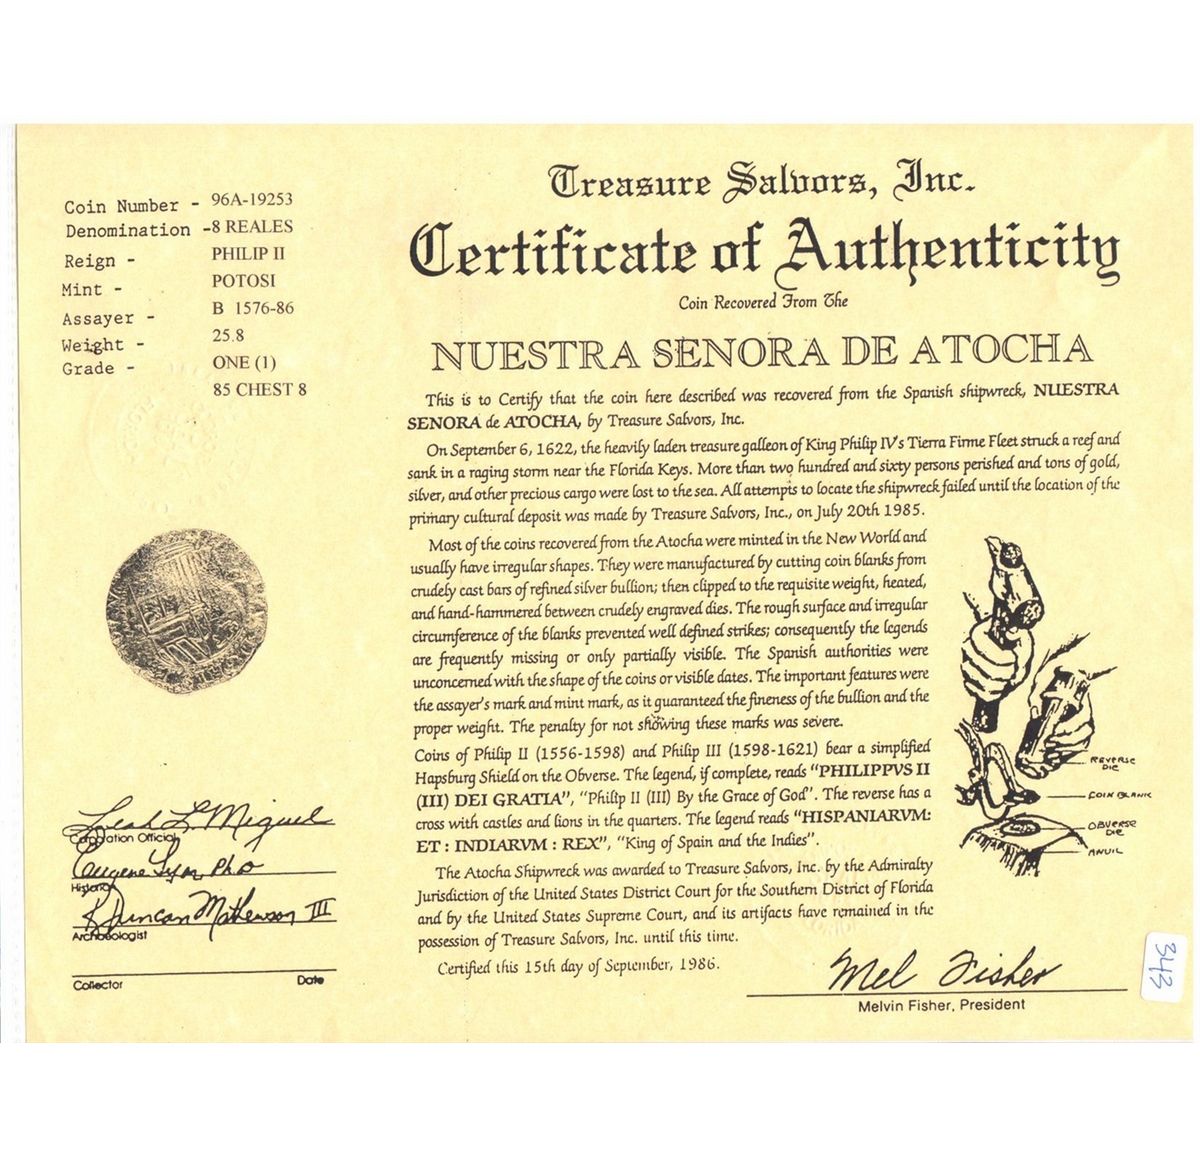 Coin Number - 96A-19253
Denomination -8 REALES
Reign - PHILIP II
Mint - POTOSI
Assayer - B 1576-86
Weight - 25.8
Grade - ONE (1)
85 CHEST 8
Treasure Salvors, Inc.
Certificate of Authenticity
Coin Recovered From The
NUESTRA SENORA DE ATOCHA
This is to Certify that the coin here described was recovered from the Spanish shipwreck, NUESTRA
SENORA de ATOCHA, by Treasure Salvors, Inc.
On September 6, 1622, the heavily laden treasure galleon of King Philip IV's Tierra Firme Fleet struck a reef and
sank in a raging storm near the Florida Keys. More than two hundred and sixty persons perished and tons of gold,
silver, and other precious cargo were lost to the sea. All attempts to locate the shipwreck failed until the location of the
primary cultural deposit was made by Treasure Salvors, Inc., on July 20th 1985.
Most of the coins recovered from the Atocha were minted in the New World and
usually have irregular shapes. They were manufactured by cutting coin blanks from
crudely cast bars of refined silver bullion; then clipped to the requisite weight, heated,
and hand-hammered between crudely engraved dies. The rough surface and irregular
circumference of the blanks prevented well defined strikes; consequently the legends
are frequently missing or only partially visible. The Spanish authorities were
unconcerned with the shape of the coins or visible dates. The important features were
the assayer's mark and mint mark, as it guaranteed the fineness of the bullion and the
proper weight. The penalty for not showing these marks was severe.
Coins of Philip II (1556-1598) and Philip III (1598-1621) bear a simplified
Hapsburg Shield on the Obverse. The legend, if complete, reads "PHILIPPVS II
(III) DEI GRATIA", "Philip II (III) By the Grace of God". The reverse has a
cross with castles and lions in the quarters. The legend reads "HISPANIARVM:
ET : INDIARVM : REX", "King of Spain and the Indies".
The Atocha Shipwreck was awarded to Treasure Salvors, Inc. by the Admiralty
Jurisdiction of the United States District Court for the Southern District of Florida
and by the United States Supreme Court, and its artifacts have remained in the
possession of Treasure Salvors, Inc. until this time.
Certified this 15th day of September, 1986.
REVERSE
DIE
COIN BLANK
OBVERSE
DIE
ANVIL
Leah L Miguel
Corporation Official
Eugene Lyon PhD
Historian
R Duncan Mathewson III
Archaeologist
Collector Date
Mel Fisher
Melvin Fisher, President
343